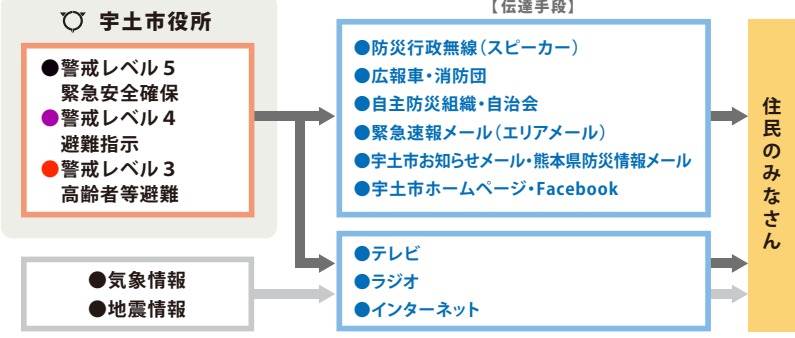 【伝達手段】
宇土市役所
●警戒レベル５
緊急安全確保
●警戒レベル４
避難指示
●警戒レベル３
高齢者等避難
●気象情報
●地震情報
●防災行政無線（スピーカー）
●広報車・消防団
●自主防災組織・自治会
●緊急速報メール（エリアメール）
●宇土市お知らせメール・熊本県防災情報メール
●宇土市ホームページ・Facebook
●テレビ
●ラジオ
●インターネット
住民のみなさん